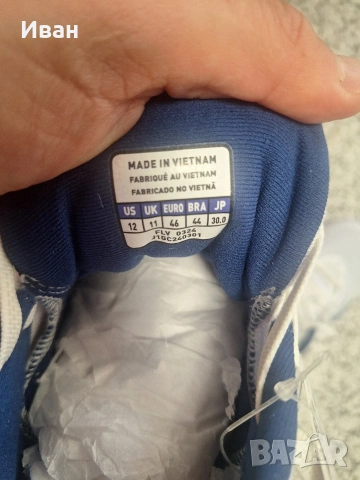 Иван
MADE IN VIETNAM
FABRIQUÉ AU VIETNAM
FABRICADO NO VIETNÃ
US UK EURO BRA JP
12 11 46 44 30.0
FLV 0324
J1GC240301
BAZAR